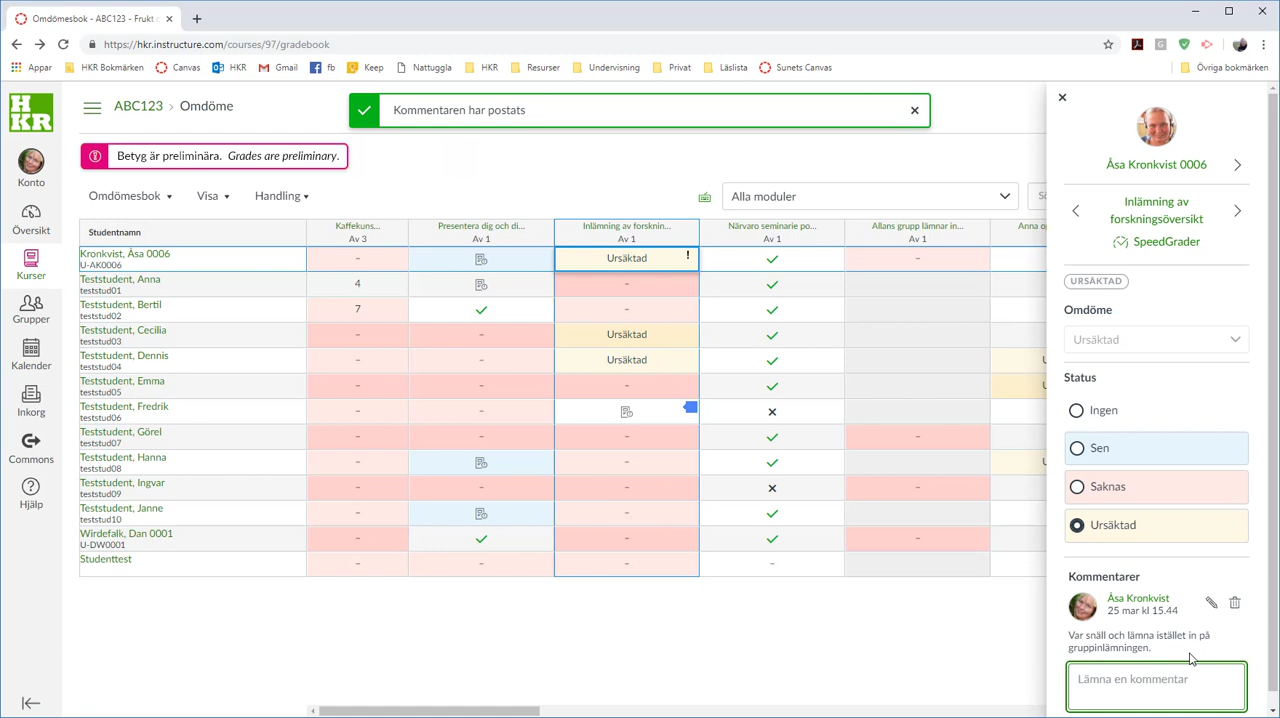 Omdömesbok - ABC123 - Frukt
https://hkr.instructure.com/courses/97/gradebook
Appar
HKR Bokmärken
Canvas
HKR
Gmail
fb
Keep
Nattuggla
HKR
Resurser
Undervisning
Privat
Läslista
Sunets Canvas
Övriga bokmärken
HKR
Konto
Översikt
Kurser
Grupper
Kalender
Inkorg
Commons
Hjälp
ABC123 › Omdöme
Kommentaren har postats
Betyg är preliminära. Grades are preliminary.
Omdömesbok
Visa
Handling
Alla moduler
Sö
Studentnamn
Kaffekuns...
Av 3
Presentera dig och di...
Av 1
Inlämning av forsknin...
Av 1
Närvaro seminarie po...
Av 1
Allans grupp lämnar in...
Av 1
Anna o
Kronkvist, Åsa 0006
U-AK0006
-
Ursäktad
!
-
Teststudent, Anna
teststud01
4
-
Teststudent, Bertil
teststud02
7
-
Teststudent, Cecilia
teststud03
-
-
Ursäktad
Teststudent, Dennis
teststud04
-
-
Ursäktad
U
Teststudent, Emma
teststud05
-
-
-
U
Teststudent, Fredrik
teststud06
-
-
Teststudent, Görel
teststud07
-
-
-
-
Teststudent, Hanna
teststud08
-
-
U
Teststudent, Ingvar
teststud09
-
-
-
-
Teststudent, Janne
teststud10
-
-
Wirdefalk, Dan 0001
U-DW0001
-
-
-
Studenttest
-
-
-
-
Åsa Kronkvist 0006
Inlämning av
forskningsöversikt
SpeedGrader
URSÄKTAD
Omdöme
Ursäktad
Status
Ingen
Sen
Saknas
Ursäktad
Kommentarer
Åsa Kronkvist
25 mar kl 15.44
Var snäll och lämna istället in på
gruppinlämningen.
Lämna en kommentar